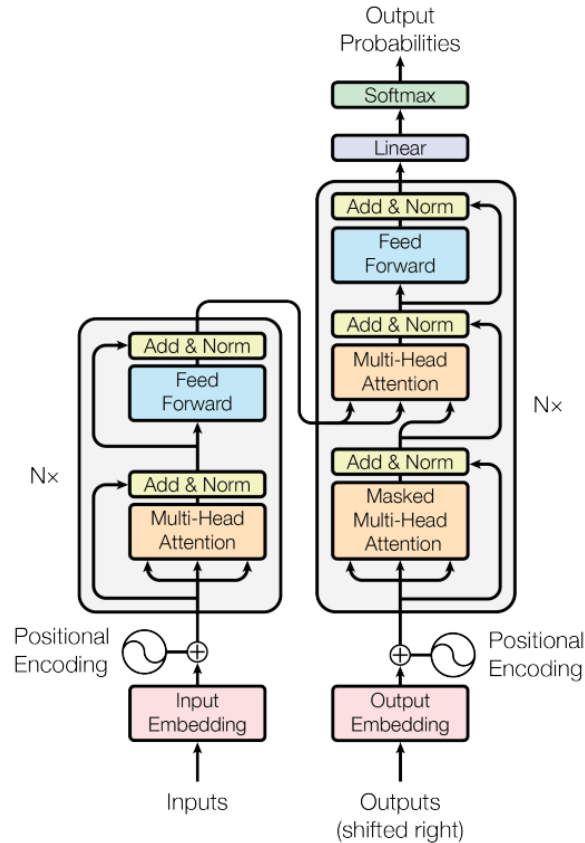 Output
Probabilities
Softmax
Linear
Add & Norm
Feed
Forward
Add & Norm
Multi-Head
Attention
Add & Norm
Masked
Multi-Head
Attention
N×
Add & Norm
Feed
Forward
Add & Norm
Multi-Head
Attention
N×
Positional
Encoding
Positional
Encoding
Input
Embedding
Output
Embedding
Inputs
Outputs
(shifted right)